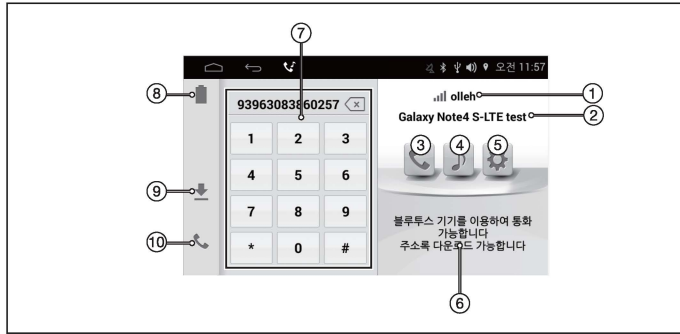 ⑦
오전 11:57
⑧
93963083860257
olleh ①
Galaxy Note4 S-LTE test ②
1 2 3
③ ④ ⑤
4 5 6
⑨
7 8 9
블루투스 기기를 이용하여 통화
가능합니다
주소록 다운로드 가능합니다
⑩
* 0 #
⑥